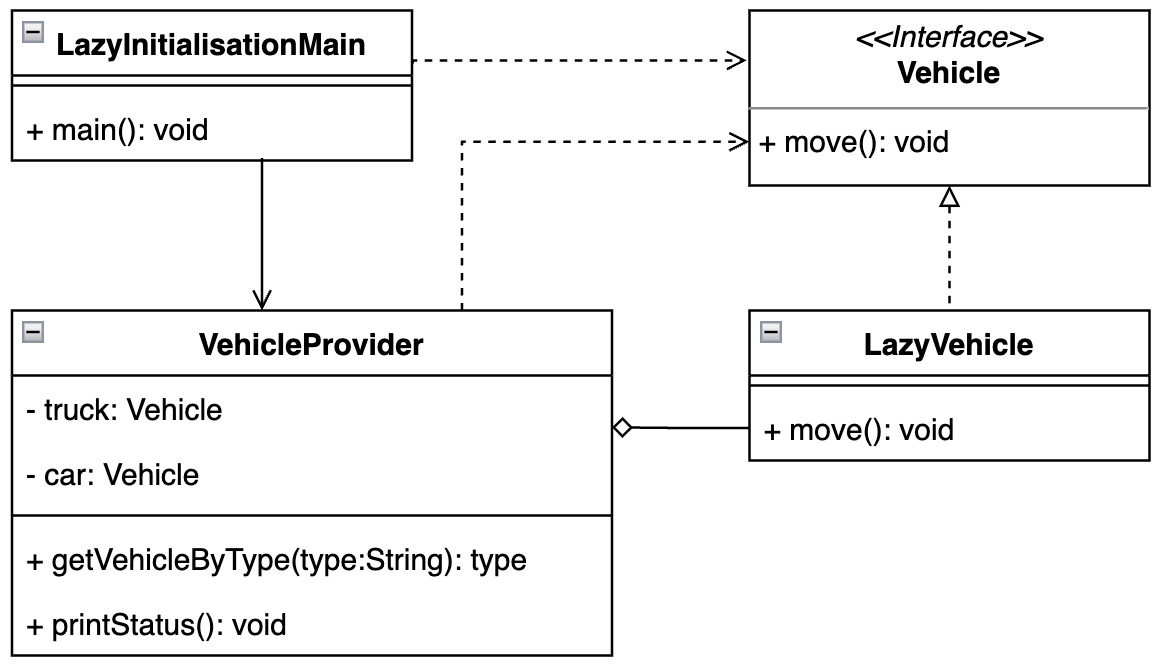 LazyInitialisationMain
+ main(): void
<<Interface>>
Vehicle
+ move(): void
VehicleProvider
- truck: Vehicle
- car: Vehicle
+ getVehicleByType(type:String): type
+ printStatus(): void
LazyVehicle
+ move(): void